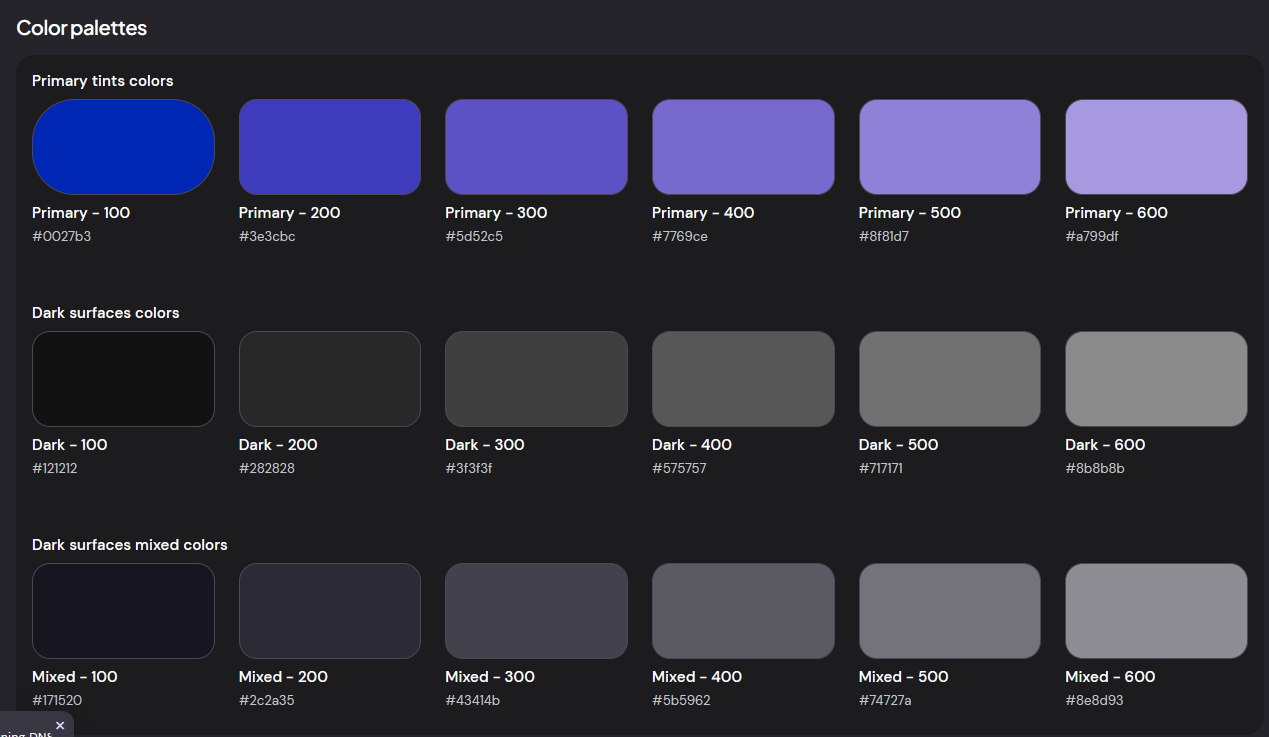 Color palettes
Primary tints colors
Primary - 100 Primary - 200 Primary - 300 Primary - 400 Primary - 500 Primary - 600
#0027b3 #3e3cbc #5d52c5 #7769ce #8f81d7 #a799df
Dark surfaces colors
Dark - 100 Dark - 200 Dark - 300 Dark - 400 Dark - 500 Dark - 600
#121212 #282828 #3f3f3f #575757 #717171 #8b8b8b
Dark surfaces mixed colors
Mixed - 100 Mixed - 200 Mixed - 300 Mixed - 400 Mixed - 500 Mixed - 600
#171520 #2c2a35 #43414b #5b5962 #74727a #8e8d93